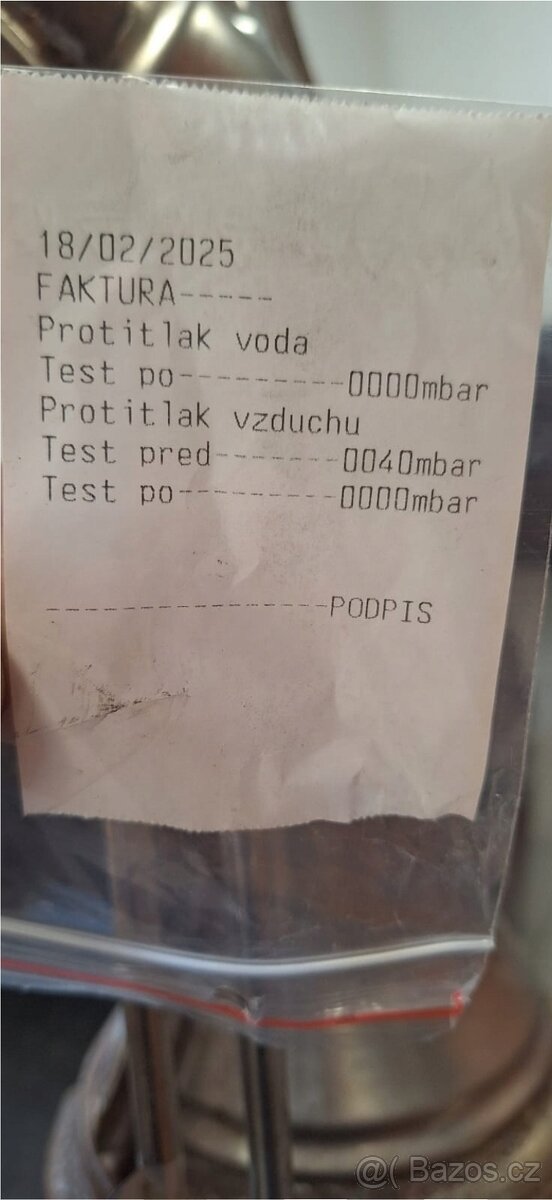 18/02/2025
FAKTURA-----
Protitlak voda
Test po---------0000mbar
Protitlak vzduchu
Test pred-------0040mbar
Test po---------0000mbar
----------------PODPIS
@( Bazos.cz